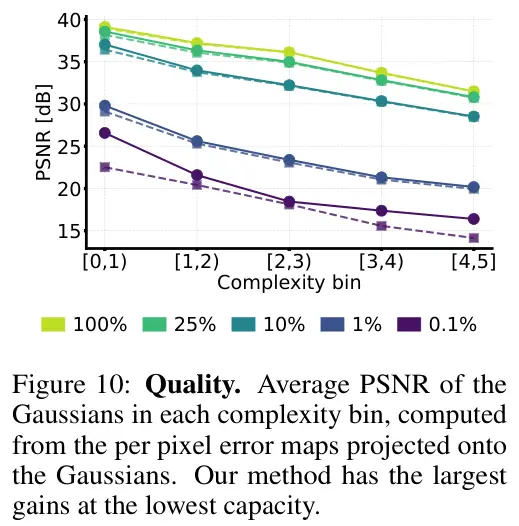 40
35
30
25
20
15
PSNR [dB]
[0,1) [1,2) [2,3) [3,4) [4,5]
Complexity bin
100% 25% 10% 1% 0.1%
Figure 10: Quality. Average PSNR of the
Gaussians in each complexity bin, computed
from the per pixel error maps projected onto
the Gaussians. Our method has the largest
gains at the lowest capacity.